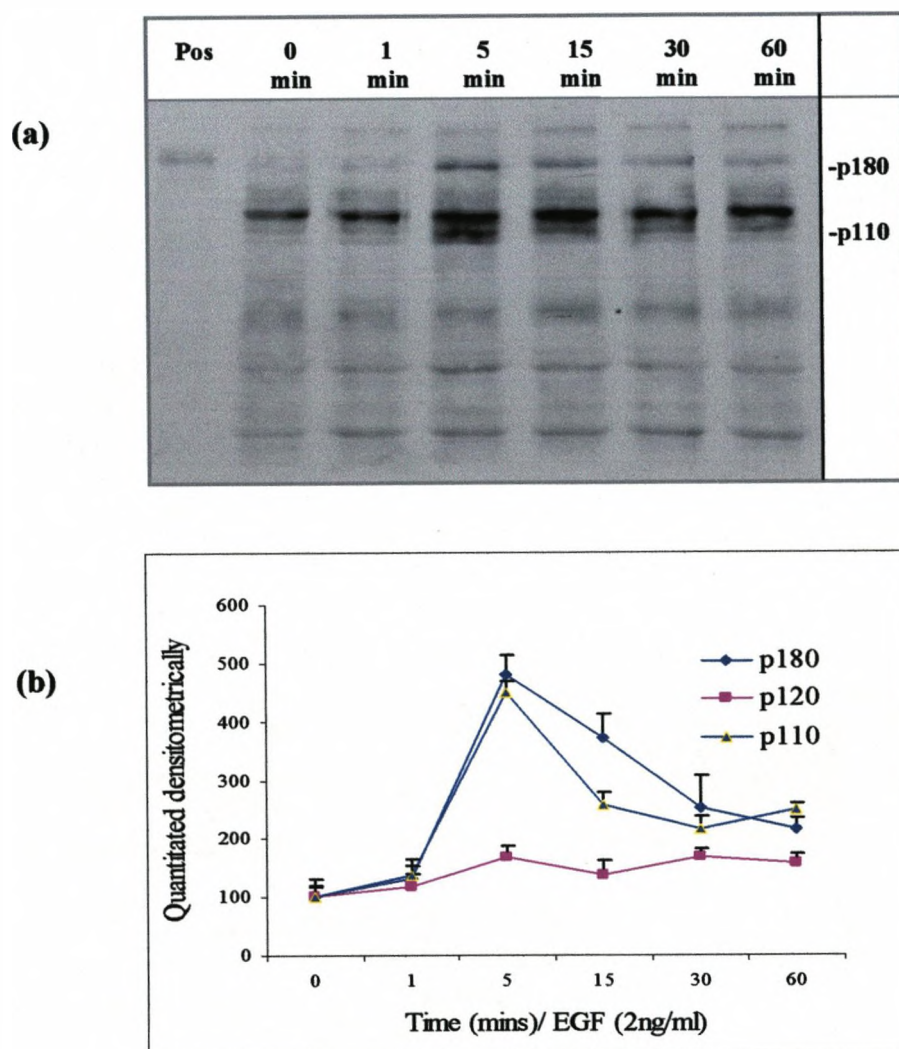 (a)
Pos 0 min 1 min 5 min 15 min 30 min 60 min
-p180
-p110
(b)
Quantitated densitometrically
600
500
400
300
200
100
0
p180
p120
p110
0 1 5 15 30 60
Time (mins)/ EGF (2ng/ml)